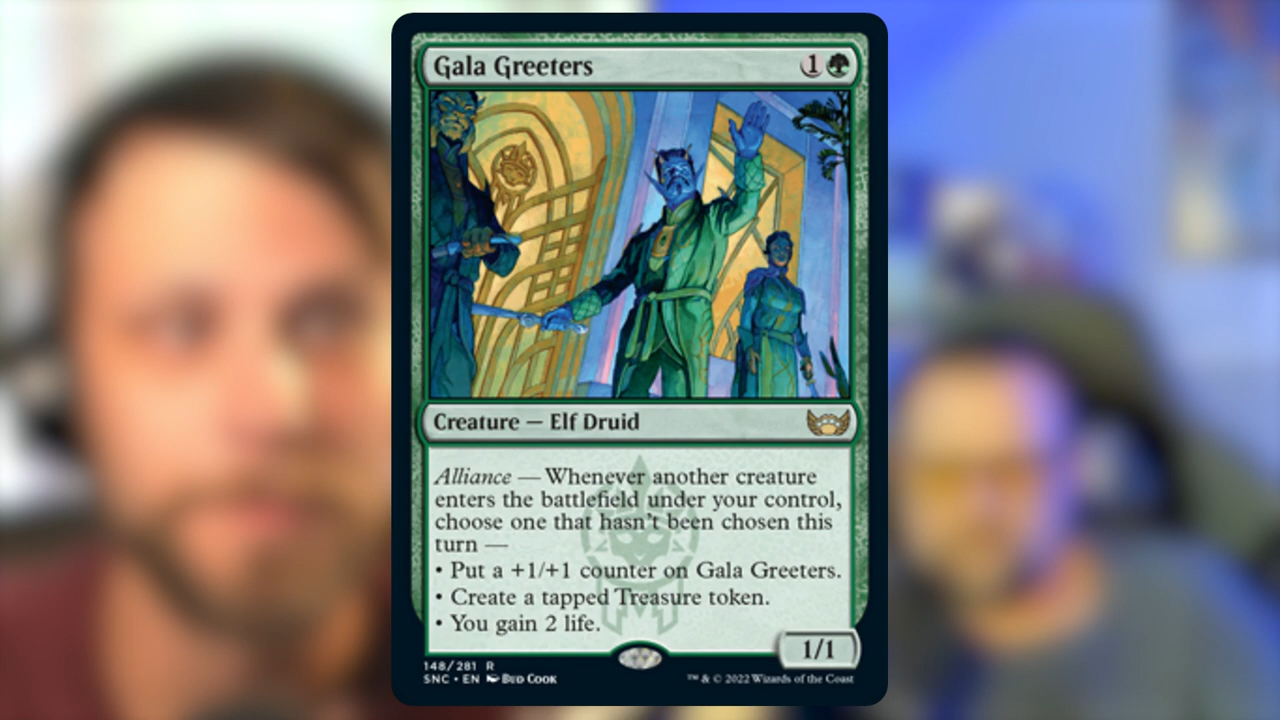 Gala Greeters 1
Creature — Elf Druid
Alliance — Whenever another creature
enters the battlefield under your control,
choose one that hasn't been chosen this
turn —
• Put a +1/+1 counter on Gala Greeters.
• Create a tapped Treasure token.
• You gain 2 life.
1/1
148/281 R
SNC • EN Bud Cook
™ & © 2022 Wizards of the Coast